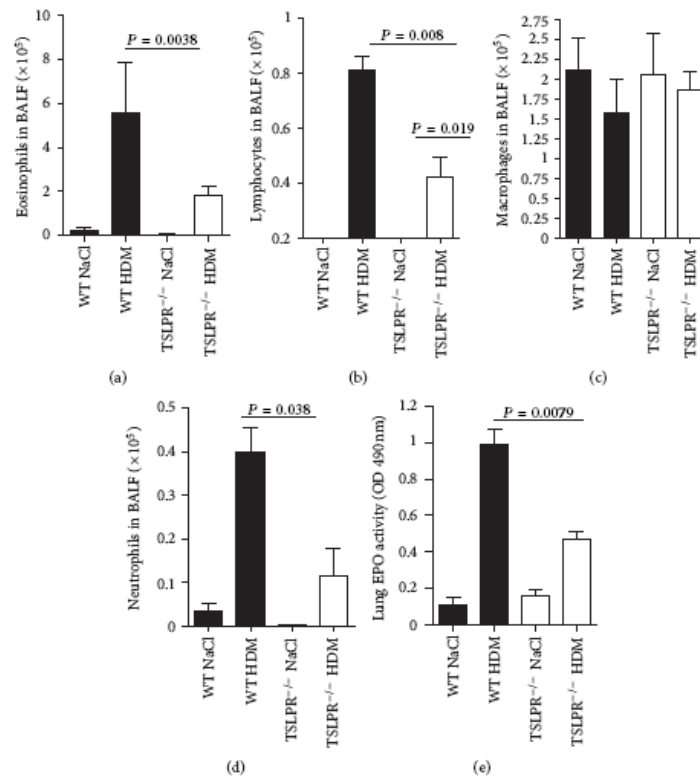 Eosinophils in BALF (×10⁵)
10
8
6
4
2
0
P = 0.0038
WT NaCl
WT HDM
TSLPR⁻/⁻ NaCl
TSLPR⁻/⁻ HDM
(a)
Lymphocytes in BALF (×10⁵)
1
0.8
0.6
0.4
0.2
P = 0.008
P = 0.019
WT NaCl
WT HDM
TSLPR⁻/⁻ NaCl
TSLPR⁻/⁻ HDM
(b)
Macrophages in BALF (×10⁵)
3
2.75
2.5
2.25
2
1.75
1.5
1.25
1
0.75
0.5
0.25
0
WT NaCl
WT HDM
TSLPR⁻/⁻ NaCl
TSLPR⁻/⁻ HDM
(c)
Neutrophils in BALF (×10⁵)
0.5
0.4
0.3
0.2
0.1
0
P = 0.038
WT NaCl
WT HDM
TSLPR⁻/⁻ NaCl
TSLPR⁻/⁻ HDM
(d)
Lung EPO activity (OD 490 nm)
1.2
1
0.8
0.6
0.4
0.2
0
P = 0.0079
WT NaCl
WT HDM
TSLPR⁻/⁻ NaCl
TSLPR⁻/⁻ HDM
(e)